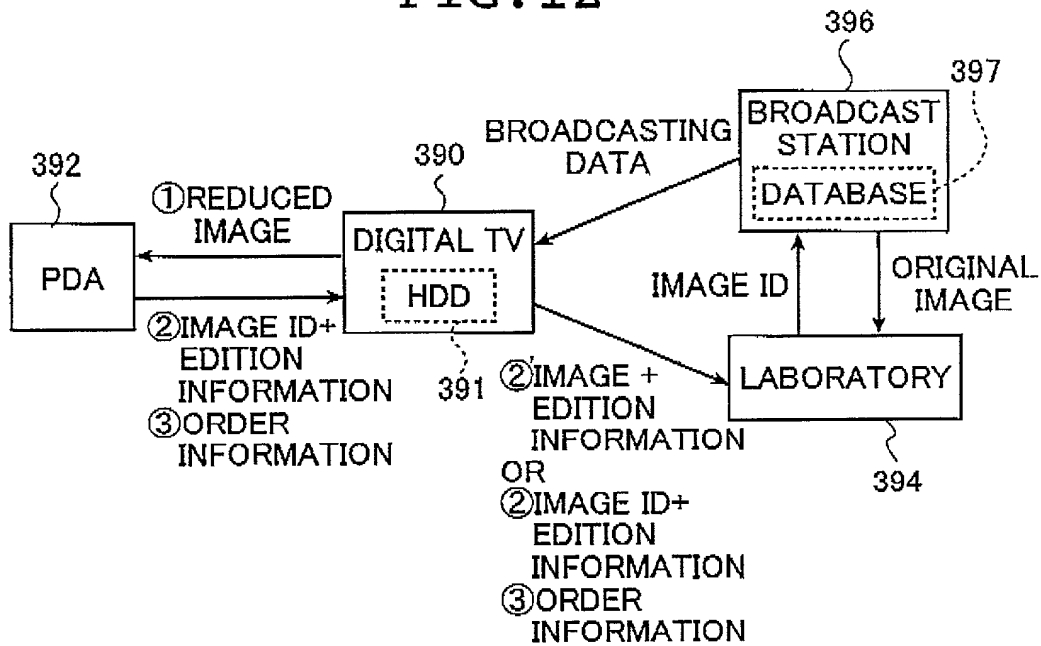 FIG.12
396
397
BROADCAST
STATION
DATABASE
BROADCASTING
DATA
392
390
①REDUCED
IMAGE
DIGITAL TV
HDD
PDA
IMAGE ID
ORIGINAL
IMAGE
②IMAGE ID+
EDITION
INFORMATION
③ORDER
INFORMATION
391
②'IMAGE +
EDITION
INFORMATION
OR
②IMAGE ID+
EDITION
INFORMATION
③ORDER
INFORMATION
LABORATORY
394